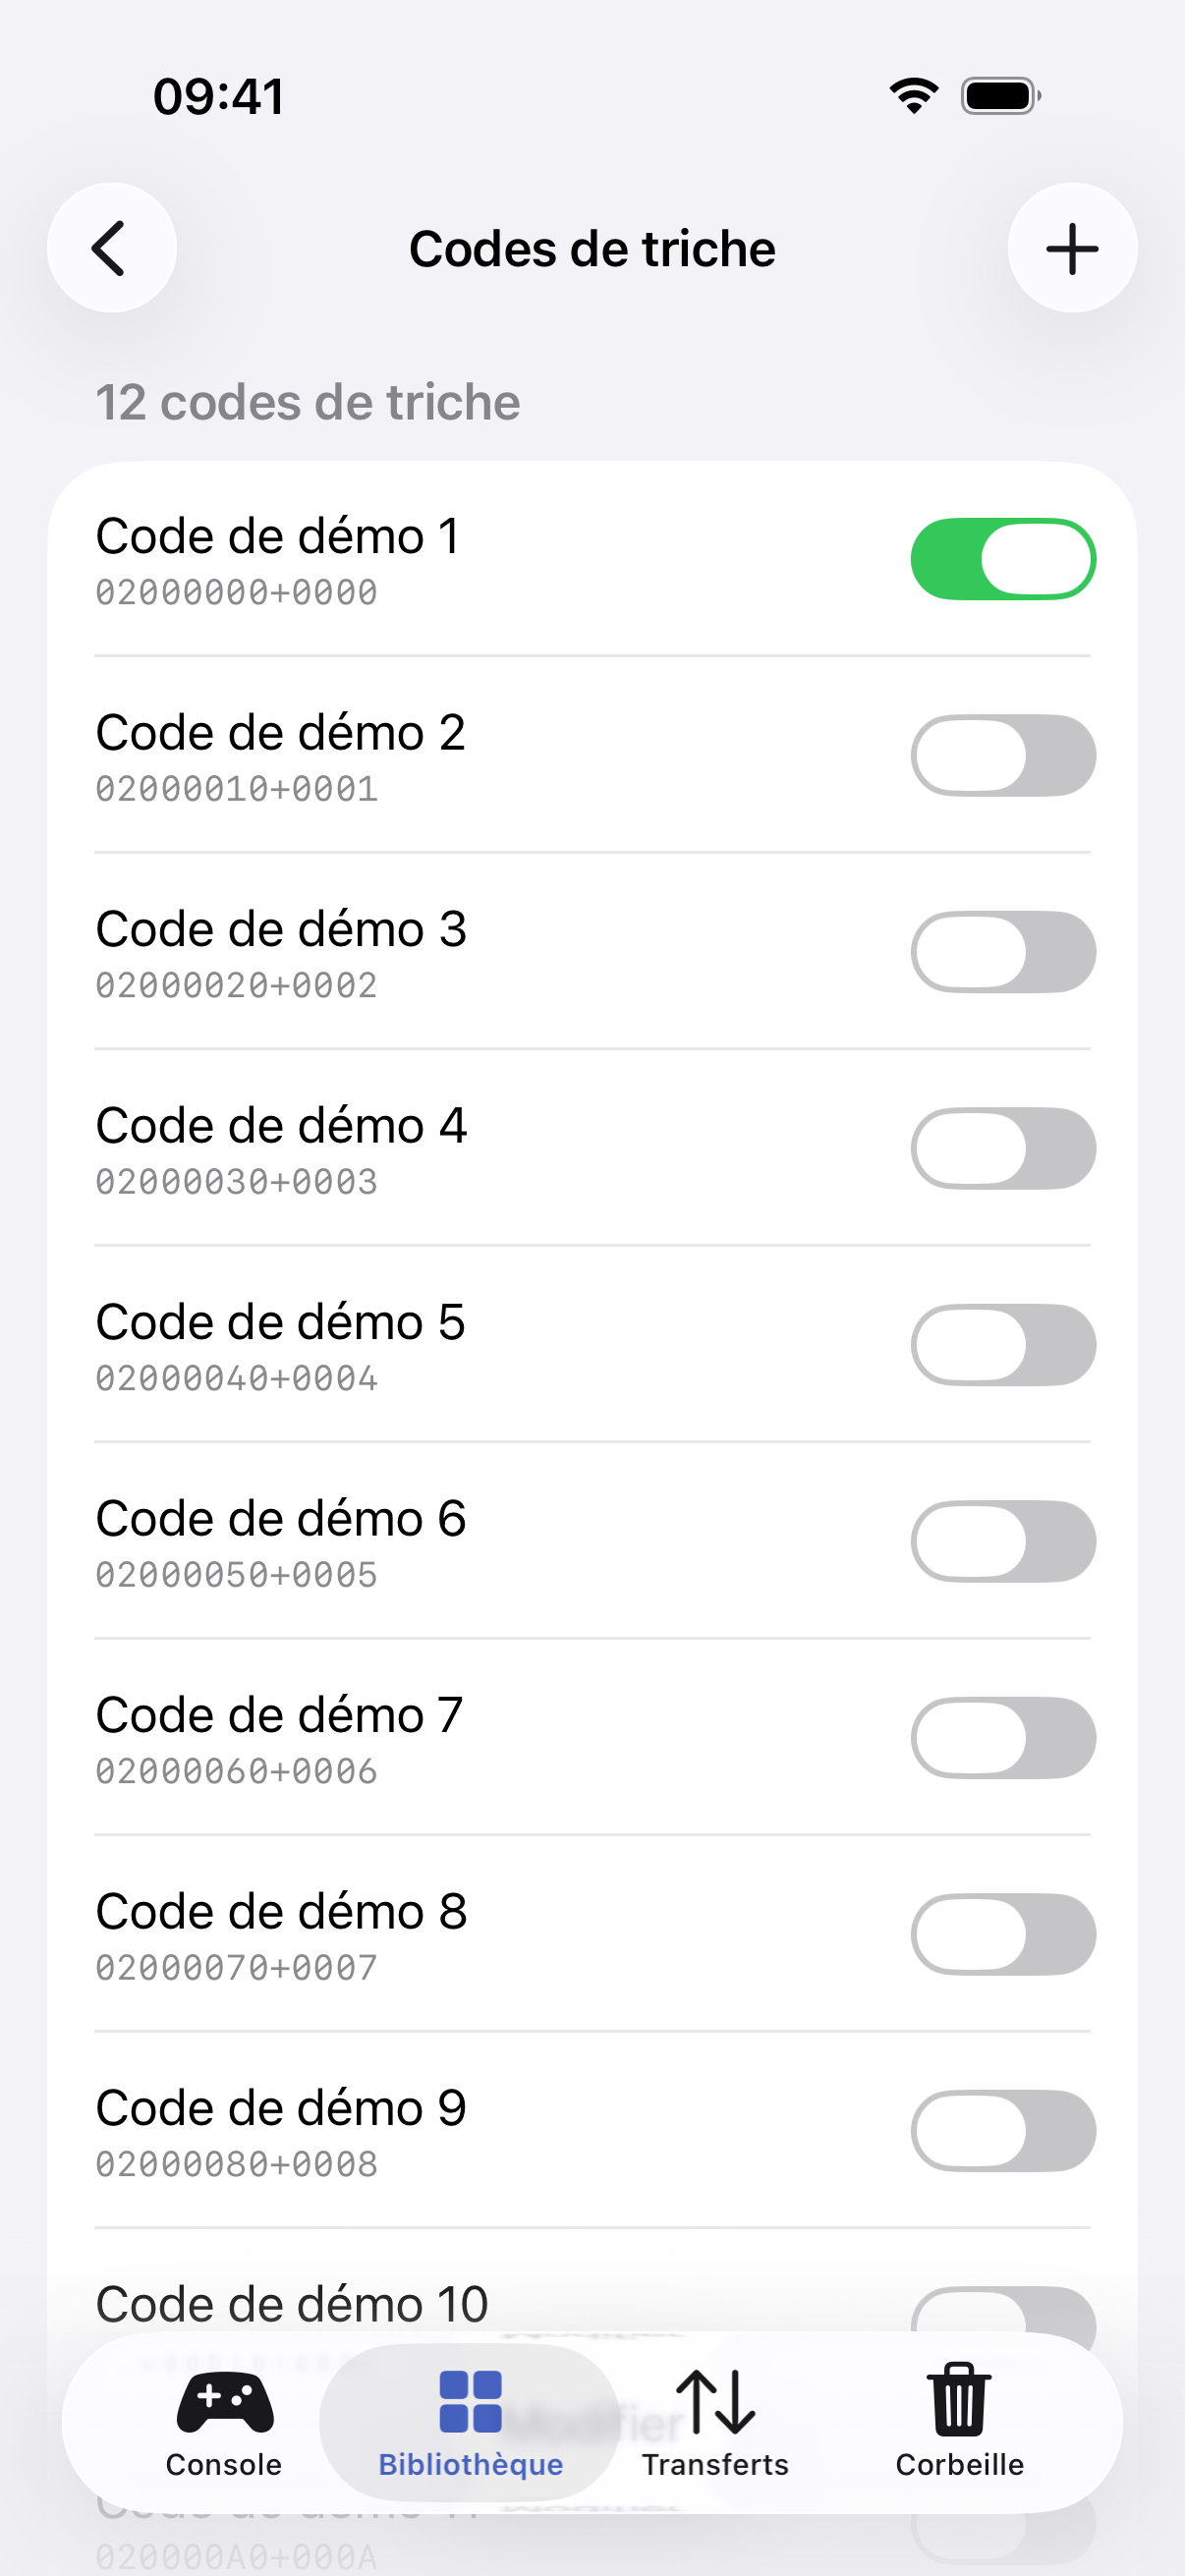 09:41
Codes de triche
12 codes de triche
Code de démo 1
02000000+0000
Code de démo 2
02000010+0001
Code de démo 3
02000020+0002
Code de démo 4
02000030+0003
Code de démo 5
02000040+0004
Code de démo 6
02000050+0005
Code de démo 7
02000060+0006
Code de démo 8
02000070+0007
Code de démo 9
02000080+0008
Code de démo 10
Modifier
Console
Bibliothèque
Transferts
Corbeille
020000A0+000A